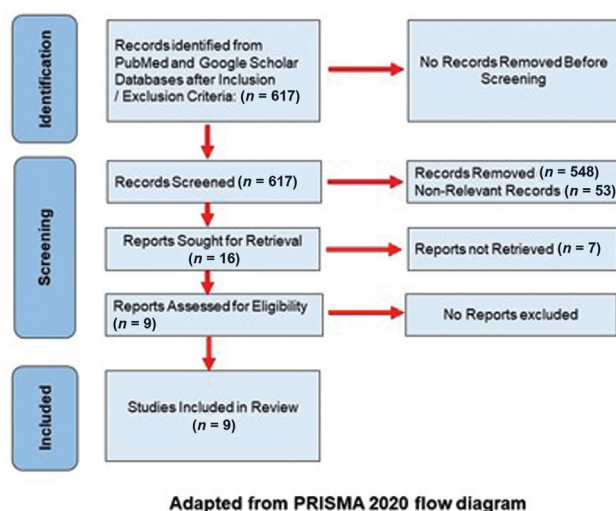 Identification
Records identified from
PubMed and Google Scholar
Databases after Inclusion
/ Exclusion Criteria: (n = 617)
No Records Removed Before
Screening
Screening
Records Screened (n = 617)
Records Removed (n = 548)
Non-Relevant Records (n = 53)
Reports Sought for Retrieval
(n = 16)
Reports not Retrieved (n = 7)
Reports Assessed for Eligibility
(n = 9)
No Reports excluded
Included
Studies Included in Review
(n = 9)
Adapted from PRISMA 2020 flow diagram